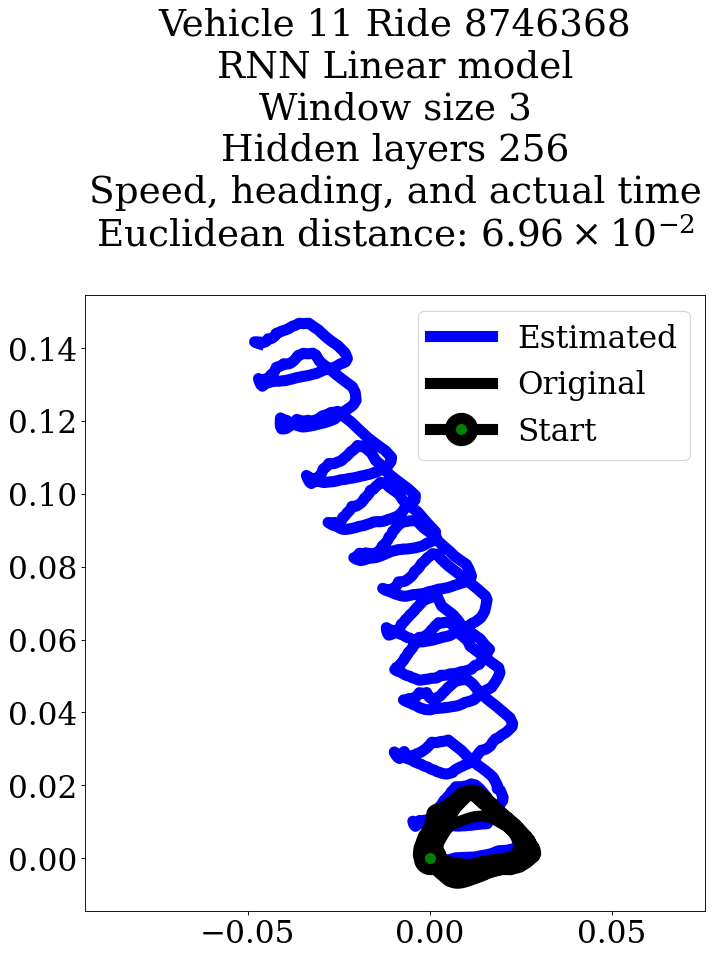 Vehicle 11 Ride 8746368
RNN Linear model
Window size 3
Hidden layers 256
Speed, heading, and actual time
Euclidean distance: 6.96 × 10⁻²
Estimated
Original
Start
0.14
0.12
0.10
0.08
0.06
0.04
0.02
0.00
−0.05 0.00 0.05